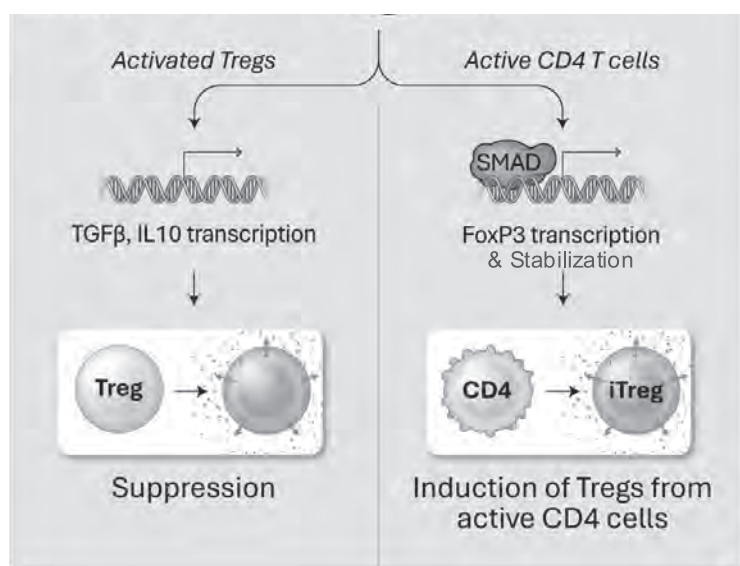 Activated Tregs
TGFβ, IL10 transcription
Treg
Suppression
Active CD4 T cells
SMAD
FoxP3 transcription
& Stabilization
CD4
iTreg
Induction of Tregs from
active CD4 cells